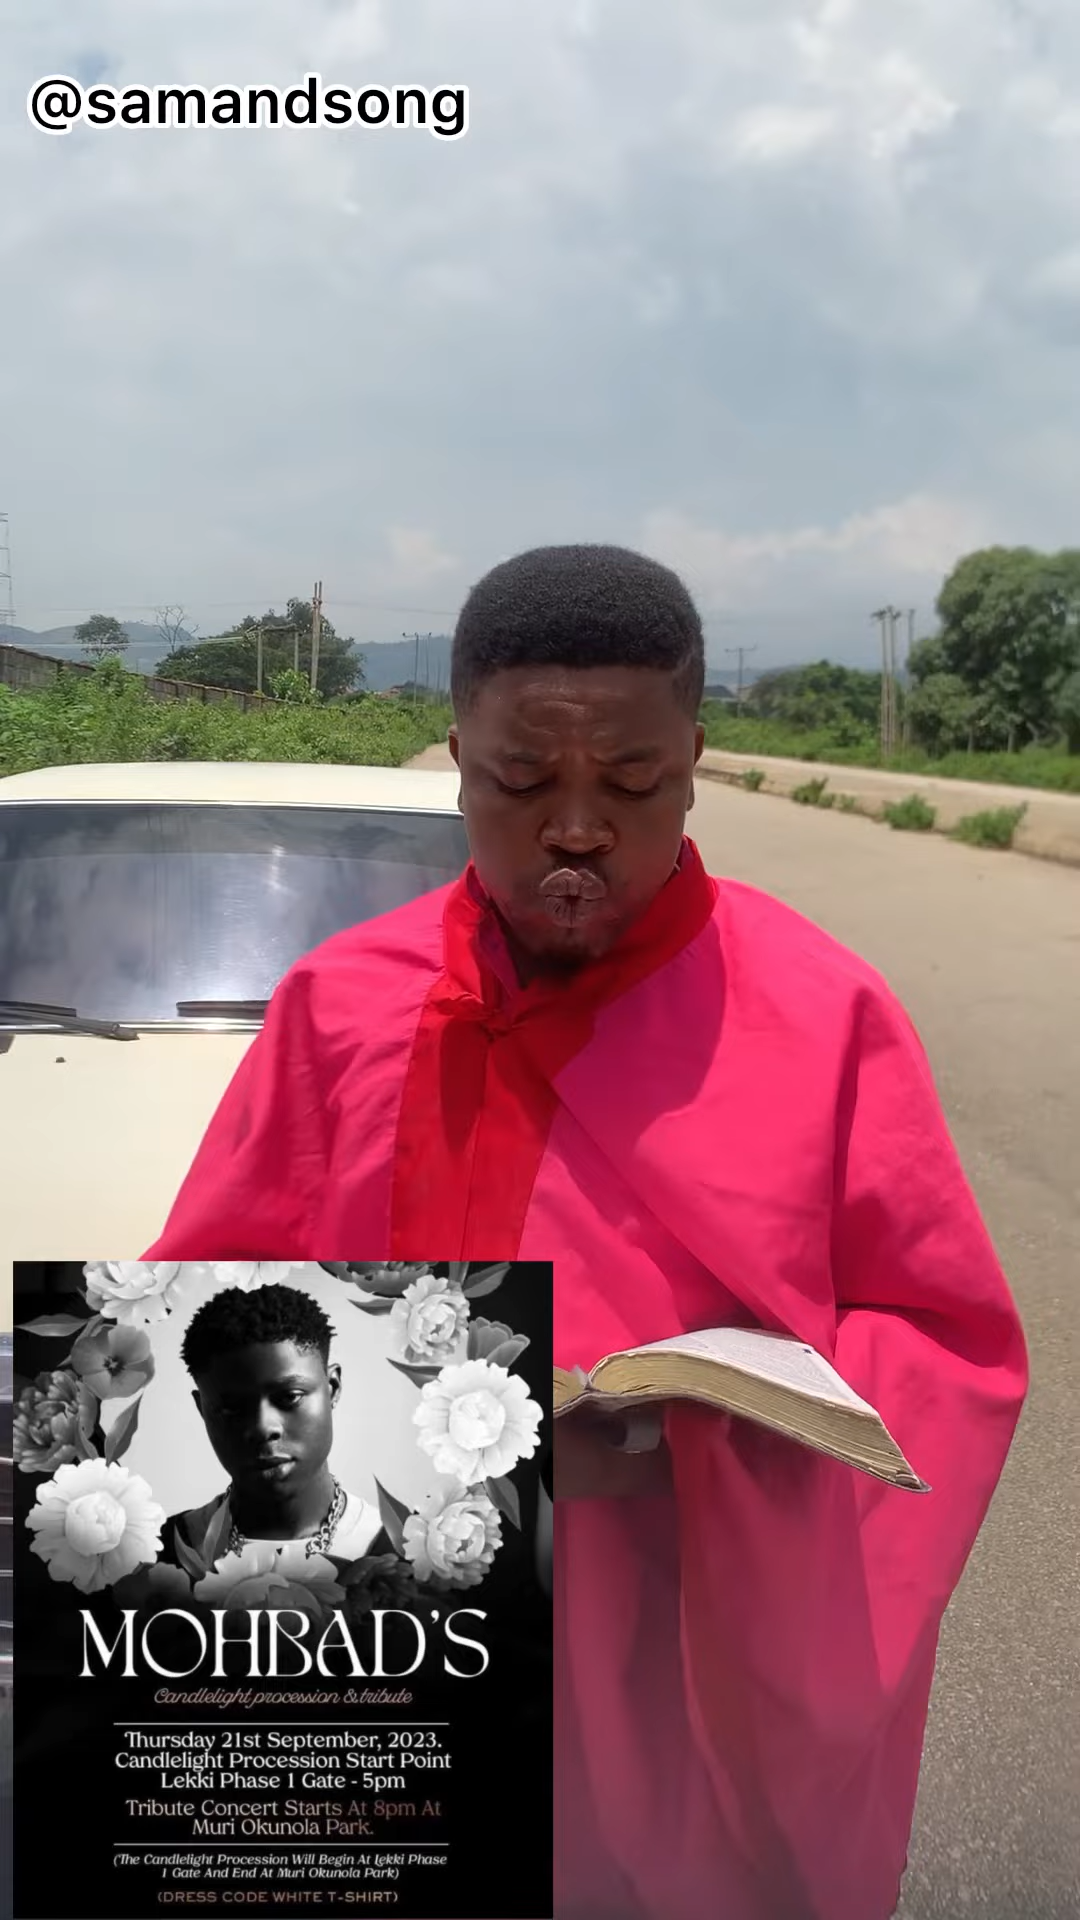 @samandsong
MOHBAD'S
Candlelight procession & tribute
Thursday 21st September, 2023.
Candlelight Procession Start Point
Lekki Phase 1 Gate - 5pm
Tribute Concert Starts At 8pm At
Muri Okunola Park.
(The Candlelight Procession Will Begin At Lekki Phase
1 Gate And End At Muri Okunola Park)
(DRESS CODE WHITE T-SHIRT)